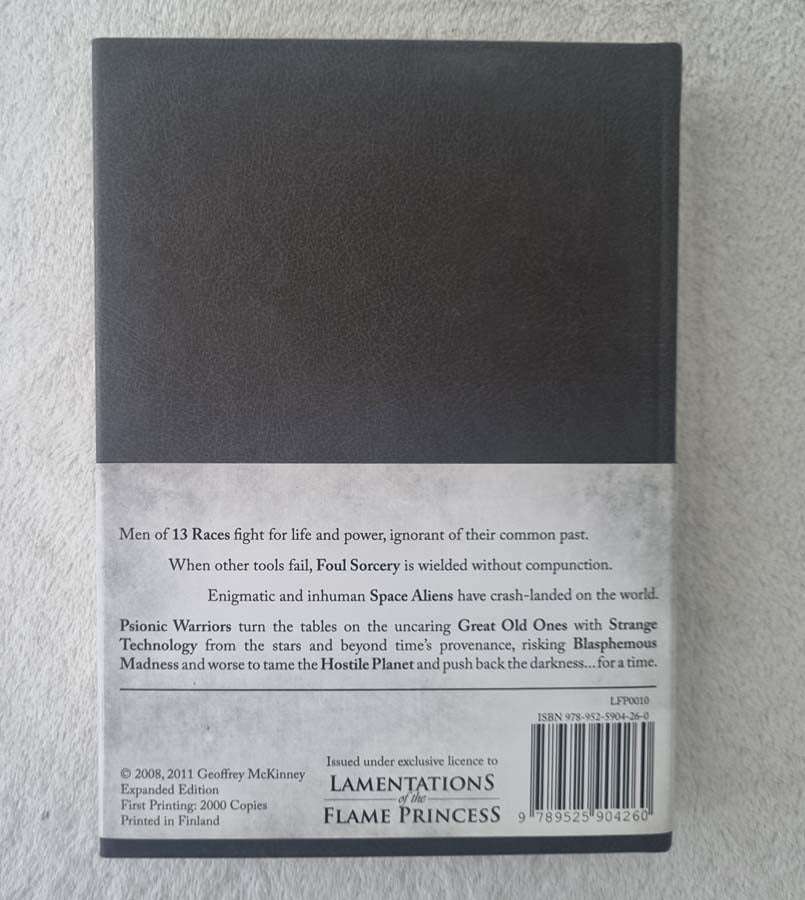 Men of 13 Races fight for life and power, ignorant of their common past.
When other tools fail, Foul Sorcery is wielded without compunction.
Enigmatic and inhuman Space Aliens have crash-landed on the world.
Psionic Warriors turn the tables on the uncaring Great Old Ones with Strange
Technology from the stars and beyond time's provenance, risking Blasphemous
Madness and worse to tame the Hostile Planet and push back the darkness...for a time.
LFP0010
ISBN 978-952-5904-26-0
© 2008, 2011 Geoffrey McKinney
Expanded Edition
First Printing: 2000 Copies
Printed in Finland
Issued under exclusive licence to
LAMENTATIONS
of the
FLAME PRINCESS
9 789525 904260